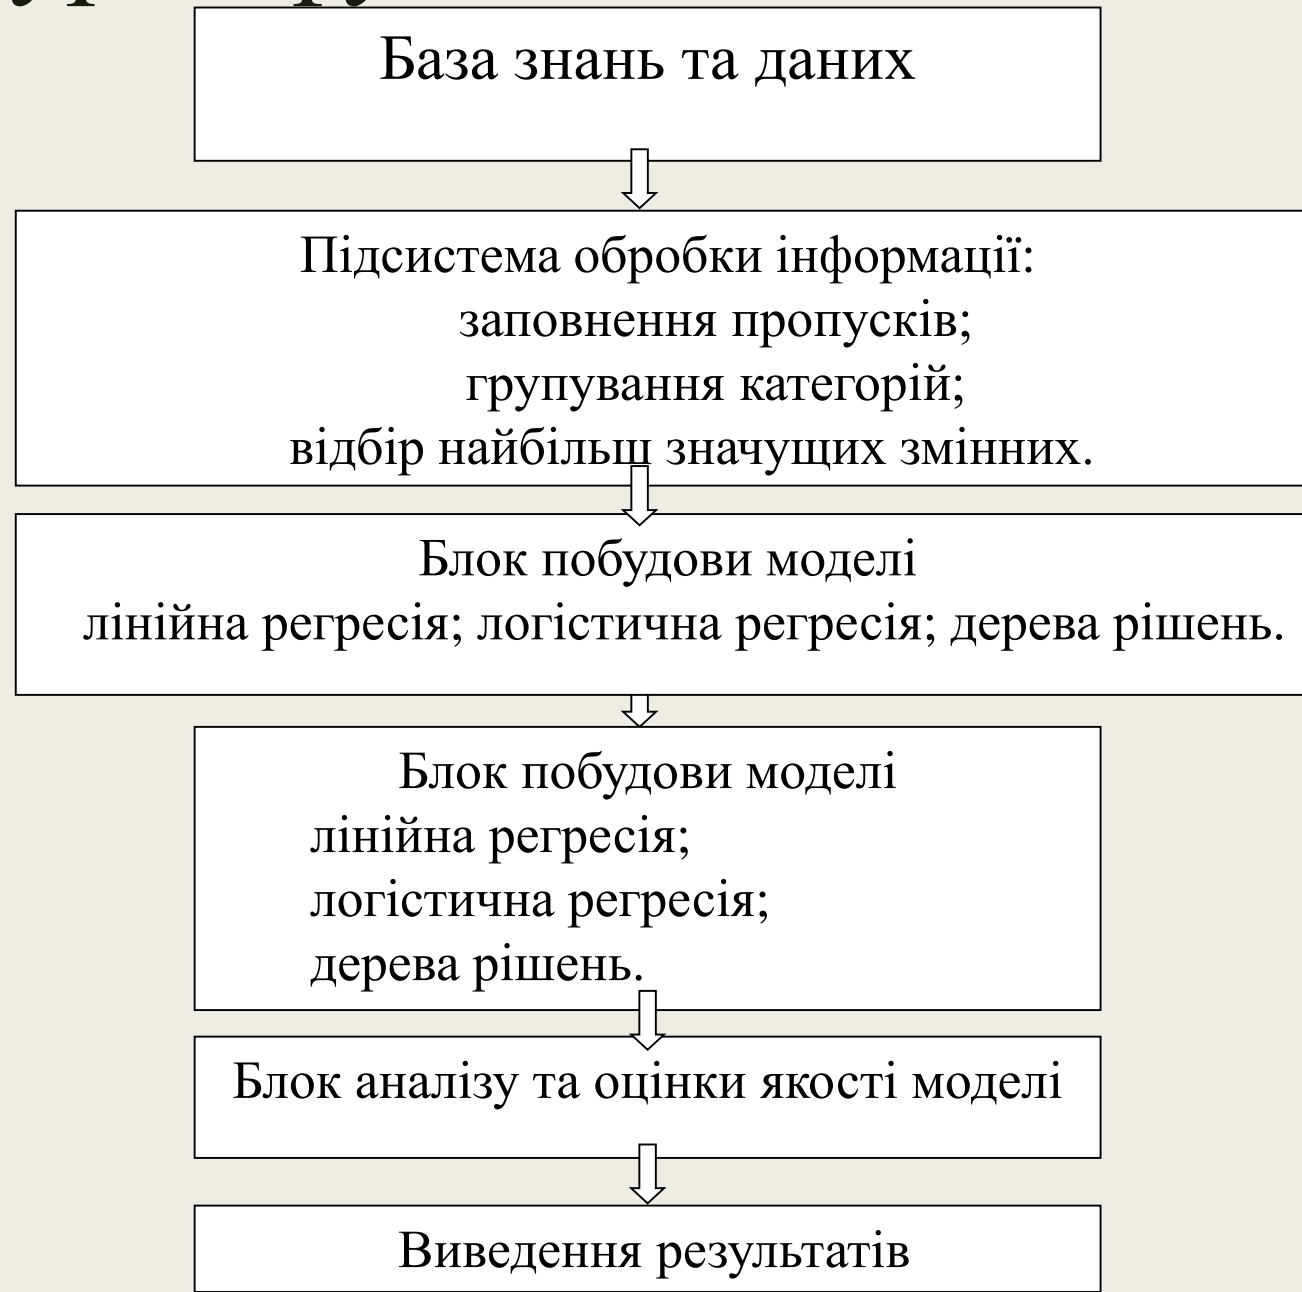 База знань та даних
Підсистема обробки інформації:
заповнення пропусків;
групування категорій;
відбір найбільш значущих змінних.
Блок побудови моделі
лінійна регресія; логістична регресія; дерева рішень.
Блок побудови моделі
лінійна регресія;
логістична регресія;
дерева рішень.
Блок аналізу та оцінки якості моделі
Виведення результатів